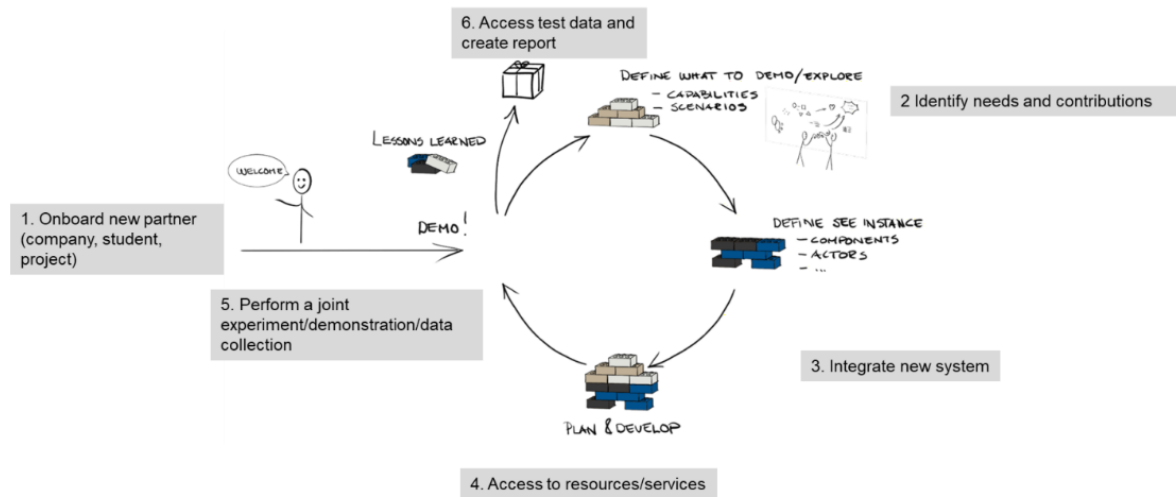 6. Access test data and
create report
DEFINE WHAT TO DEMO/EXPLORE
- CAPABILITIES
- SCENARIOS
2 Identify needs and contributions
LESSONS LEARNED
WELCOME
1. Onboard new partner
(company, student,
project)
DEMO!
DEFINE SEE INSTANCE
- COMPONENTS
- ACTORS
- ...
5. Perform a joint
experiment/demonstration/data
collection
3. Integrate new system
PLAN & DEVELOP
4. Access to resources/services